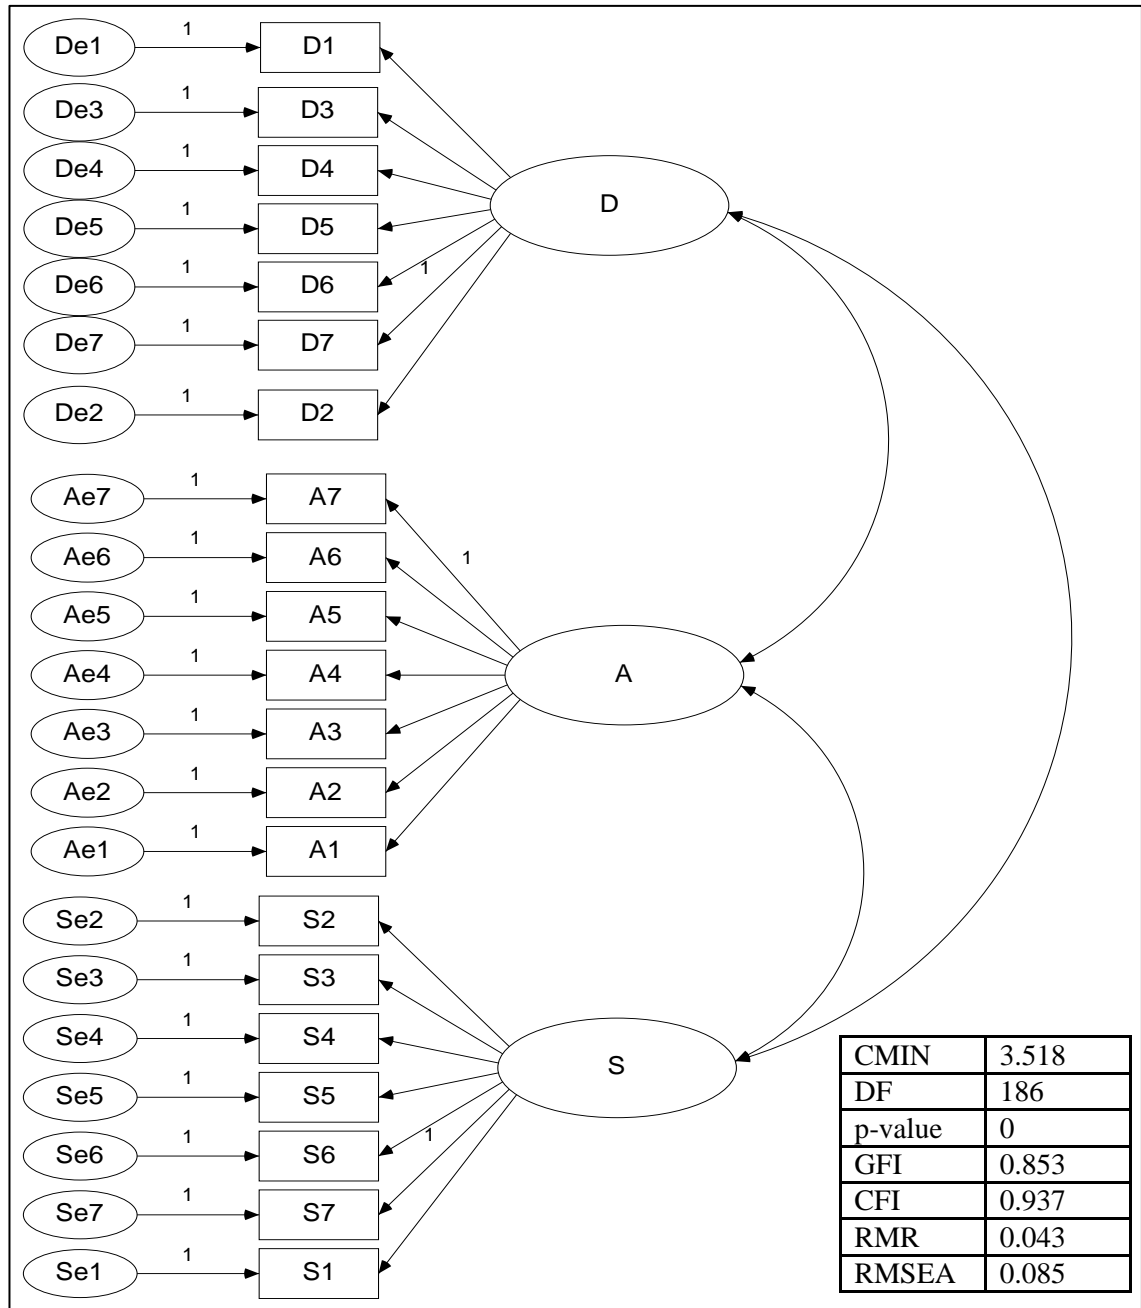 De1 1 D1
De3 1 D3
De4 1 D4
De5 1 D5
De6 1 D6
De7 1 D7
De2 1 D2
D
1
Ae7 1 A7
Ae6 1 A6
Ae5 1 A5
Ae4 1 A4
Ae3 1 A3
Ae2 1 A2
Ae1 1 A1
1
A
Se2 1 S2
Se3 1 S3
Se4 1 S4
Se5 1 S5
Se6 1 S6
Se7 1 S7
Se1 1 S1
1
S
CMIN 3.518
DF 186
p-value 0
GFI 0.853
CFI 0.937
RMR 0.043
RMSEA 0.085